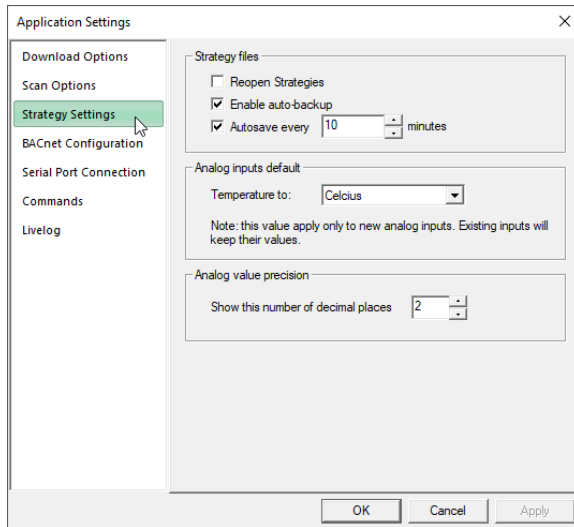 Application Settings
Download Options
Scan Options
Strategy Settings
BACnet Configuration
Serial Port Connection
Commands
Livelog
Strategy files
Reopen Strategies
Enable auto-backup
Autosave every 10 minutes
Analog inputs default
Temperature to: Celcius
Note: this value apply only to new analog inputs. Existing inputs will
keep their values.
Analog value precision
Show this number of decimal places 2
OK Cancel Apply